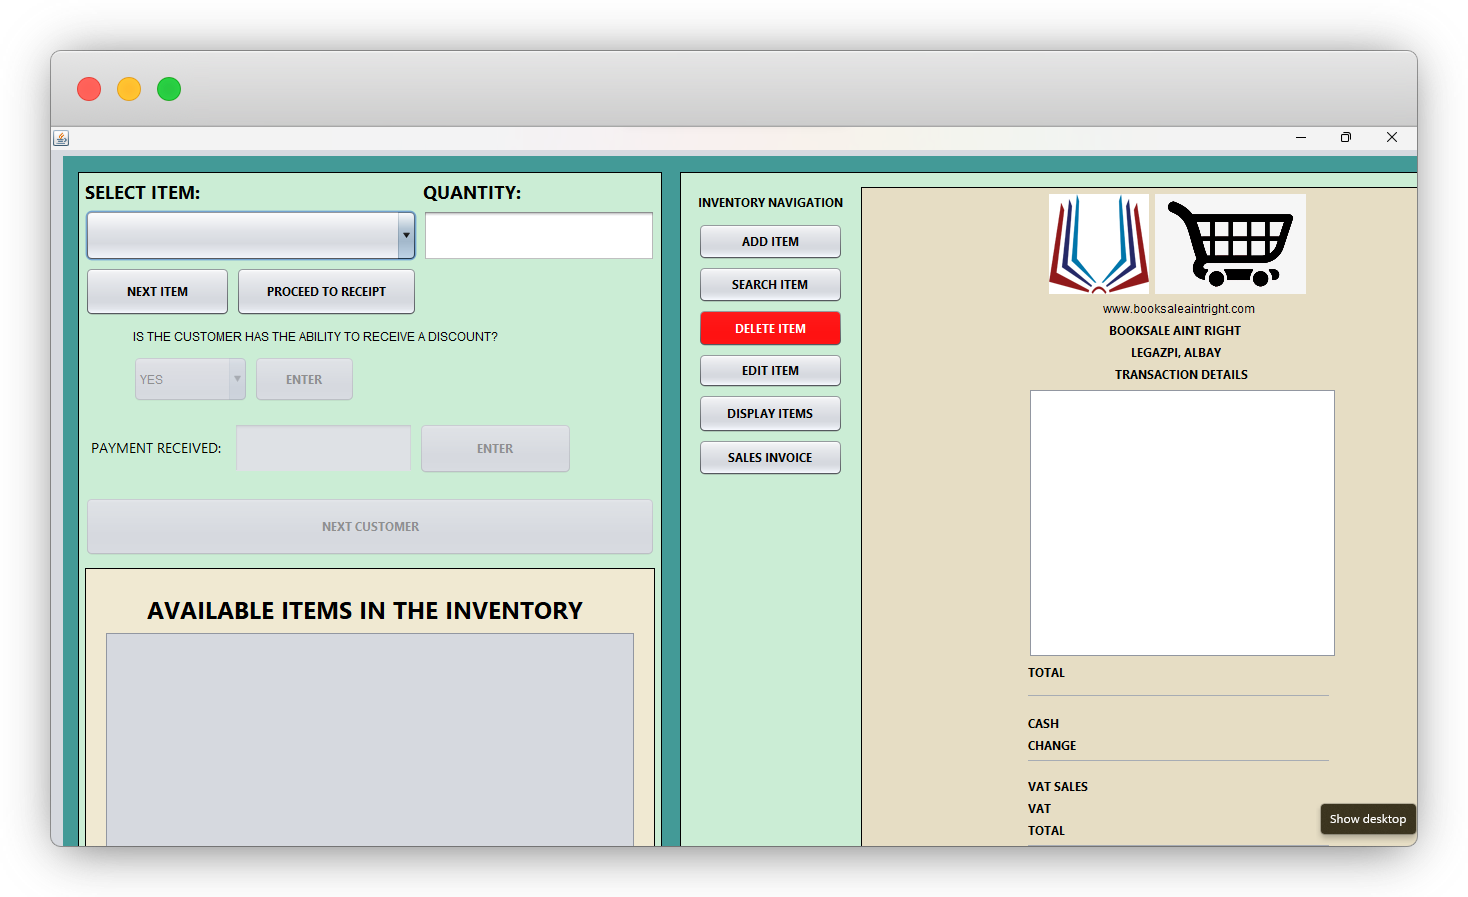 SELECT ITEM:
QUANTITY:
NEXT ITEM
PROCEED TO RECEIPT
IS THE CUSTOMER HAS THE ABILITY TO RECEIVE A DISCOUNT?
YES
ENTER
PAYMENT RECEIVED:
ENTER
NEXT CUSTOMER
AVAILABLE ITEMS IN THE INVENTORY
INVENTORY NAVIGATION
ADD ITEM
SEARCH ITEM
DELETE ITEM
EDIT ITEM
DISPLAY ITEMS
SALES INVOICE
www.booksaleaintright.com
BOOKSALE AINT RIGHT
LEGAZPI, ALBAY
TRANSACTION DETAILS
TOTAL
CASH
CHANGE
VAT SALES
VAT
TOTAL
Show desktop